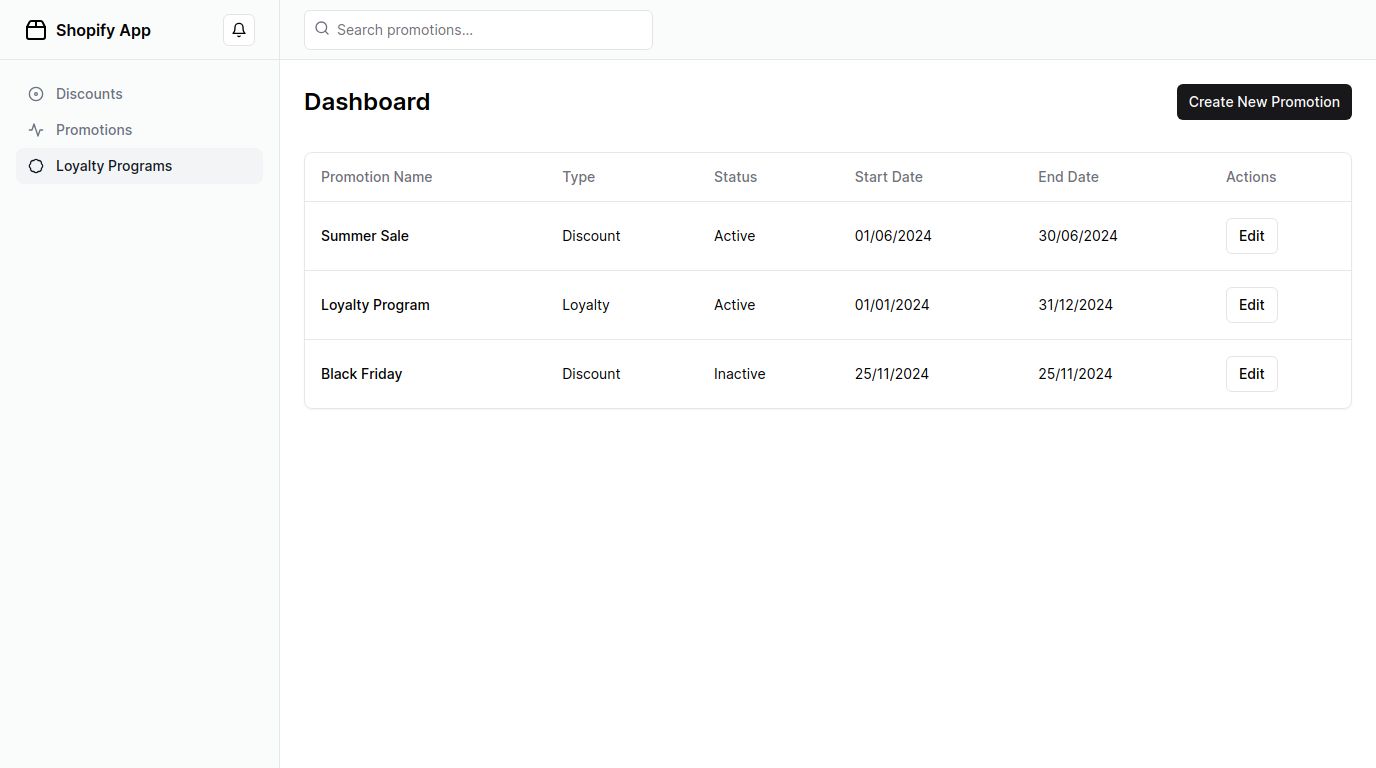 Shopify App
Search promotions...
Discounts
Promotions
Loyalty Programs
Dashboard
Create New Promotion
Promotion Name Type Status Start Date End Date Actions
Summer Sale Discount Active 01/06/2024 30/06/2024 Edit
Loyalty Program Loyalty Active 01/01/2024 31/12/2024 Edit
Black Friday Discount Inactive 25/11/2024 25/11/2024 Edit